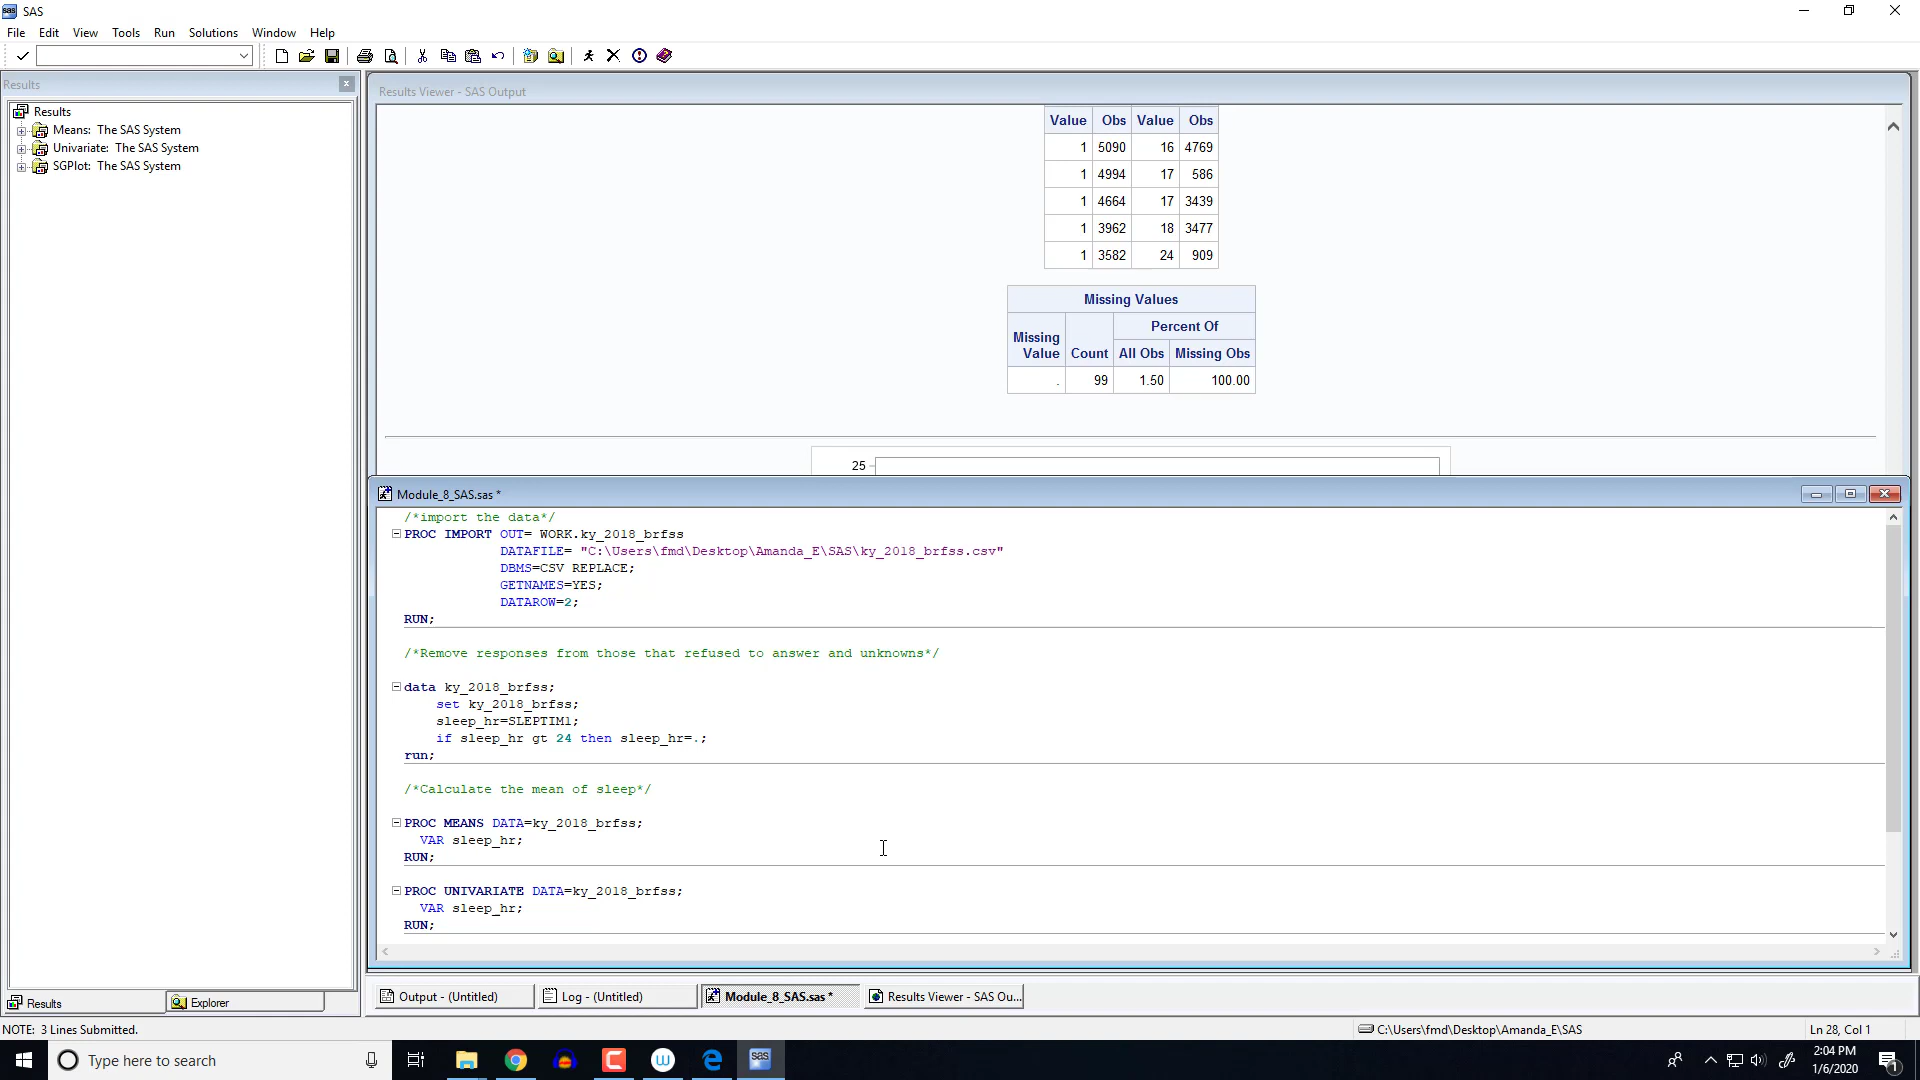 SAS
File Edit View Tools Run Solutions Window Help
Results
Results Viewer - SAS Output
Results
Means: The SAS System
Univariate: The SAS System
SGPlot: The SAS System
Value Obs Value Obs
1 5090 16 4769
1 4994 17 586
1 4664 17 3439
1 3962 18 3477
1 3582 24 909
Missing Values
Missing Value Count Percent Of
All Obs Missing Obs
. 99 1.50 100.00
25
Module_8_SAS.sas *
/*import the data*/
PROC IMPORT OUT= WORK.ky_2018_brfss
DATAFILE= "C:\Users\fmd\Desktop\Amanda_E\SAS\ky_2018_brfss.csv"
DBMS=CSV REPLACE;
GETNAMES=YES;
DATAROW=2;
RUN;
/*Remove responses from those that refused to answer and unknowns*/
data ky_2018_brfss;
set ky_2018_brfss;
sleep_hr=SLEPTIM1;
if sleep_hr gt 24 then sleep_hr=.;
run;
/*Calculate the mean of sleep*/
PROC MEANS DATA=ky_2018_brfss;
VAR sleep_hr;
RUN;
PROC UNIVARIATE DATA=ky_2018_brfss;
VAR sleep_hr;
RUN;
Results Explorer
Output - (Untitled) Log - (Untitled) Module_8_SAS.sas * Results Viewer - SAS Ou...
NOTE: 3 Lines Submitted. C:\Users\fmd\Desktop\Amanda_E\SAS Ln 28, Col 1
Type here to search
2:04 PM
1/6/2020